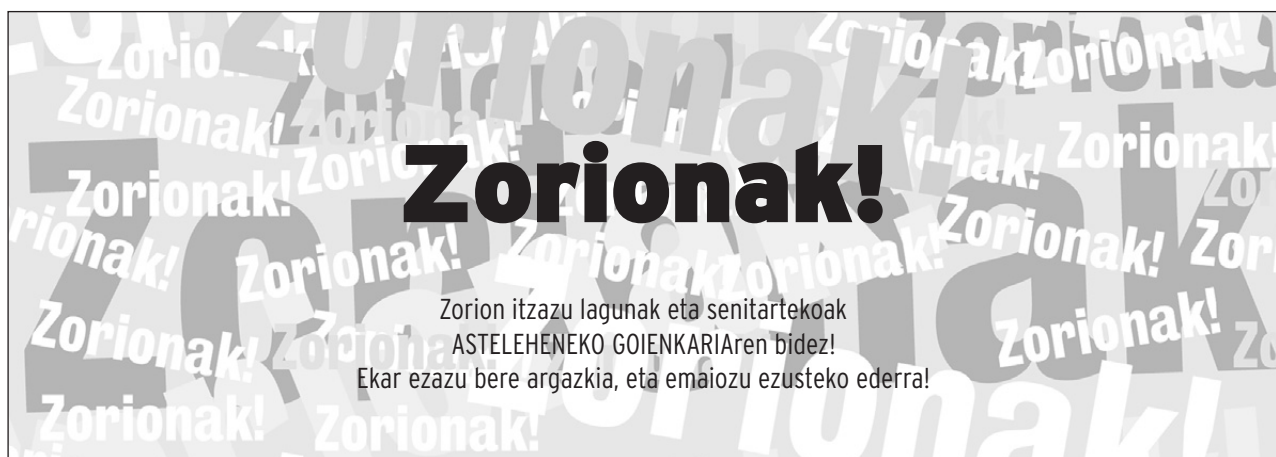 Zorionak!
Zorion itzazu lagunak eta senitartekoak
ASTELEHENEKO GOIENKARIAren bidez!
Ekar ezazu bere argazkia, eta emaiozu ezusteko ederra!